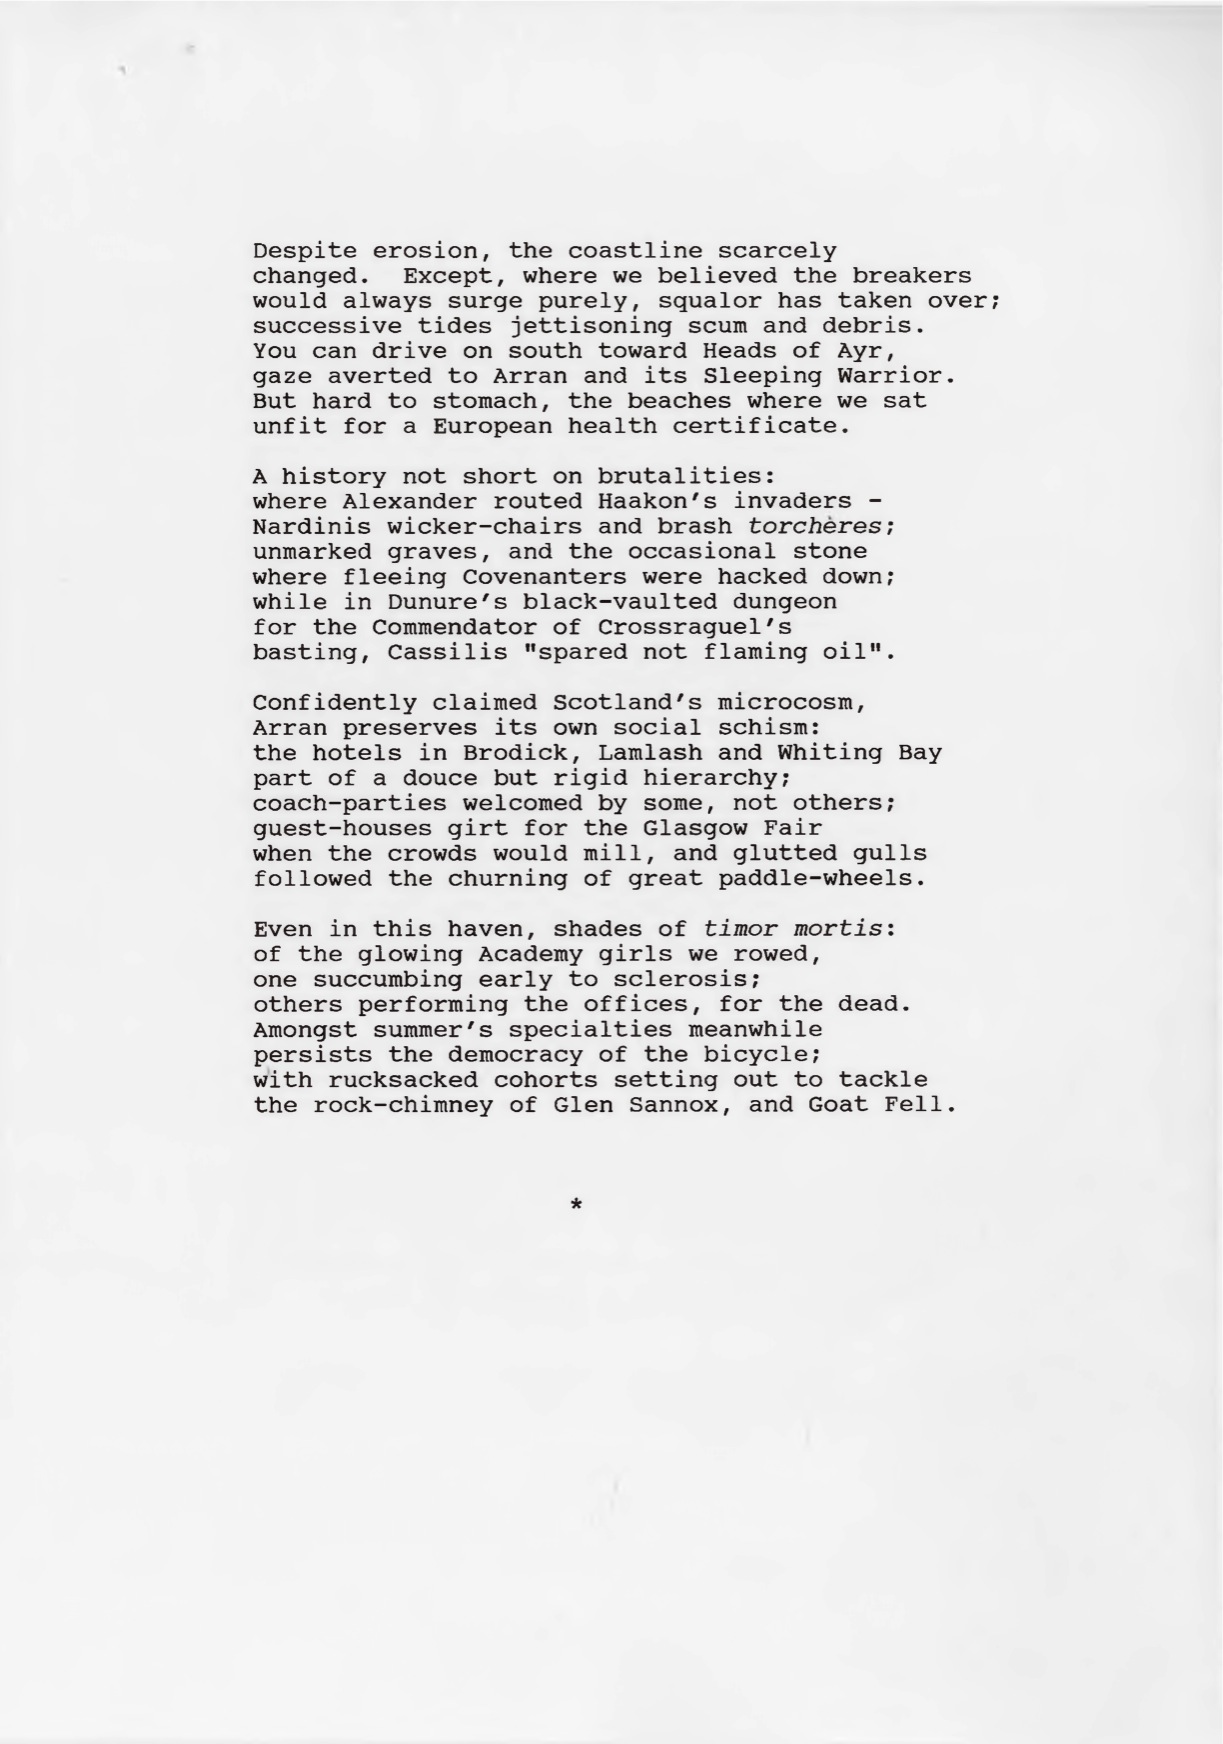 Despite erosion, the coastline scarcely
changed.  Except, where we believed the breakers
would always surge purely, squalor has taken over;
successive tides jettisoning scum and debris.
You can drive on south toward Heads of Ayr,
gaze averted to Arran and its Sleeping Warrior.
But hard to stomach, the beaches where we sat
unfit for a European health certificate.

A history not short on brutalities:
where Alexander routed Haakon's invaders -
Nardinis wicker-chairs and brash torchères;
unmarked graves, and the occasional stone
where fleeing Covenanters were hacked down;
while in Dunure's black-vaulted dungeon
for the Commendator of Crossraguel's
basting, Cassilis "spared not flaming oil".

Confidently claimed Scotland's microcosm,
Arran preserves its own social schism:
the hotels in Brodick, Lamlash and Whiting Bay
part of a douce but rigid hierarchy;
coach-parties welcomed by some, not others;
guest-houses girt for the Glasgow Fair
when the crowds would mill, and glutted gulls
followed the churning of great paddle-wheels.

Even in this haven, shades of timor mortis:
of the glowing Academy girls we rowed,
one succumbing early to sclerosis;
others performing the offices, for the dead.
Amongst summer's specialties meanwhile
persists the democracy of the bicycle;
with rucksacked cohorts setting out to tackle
the rock-chimney of Glen Sannox, and Goat Fell.

*